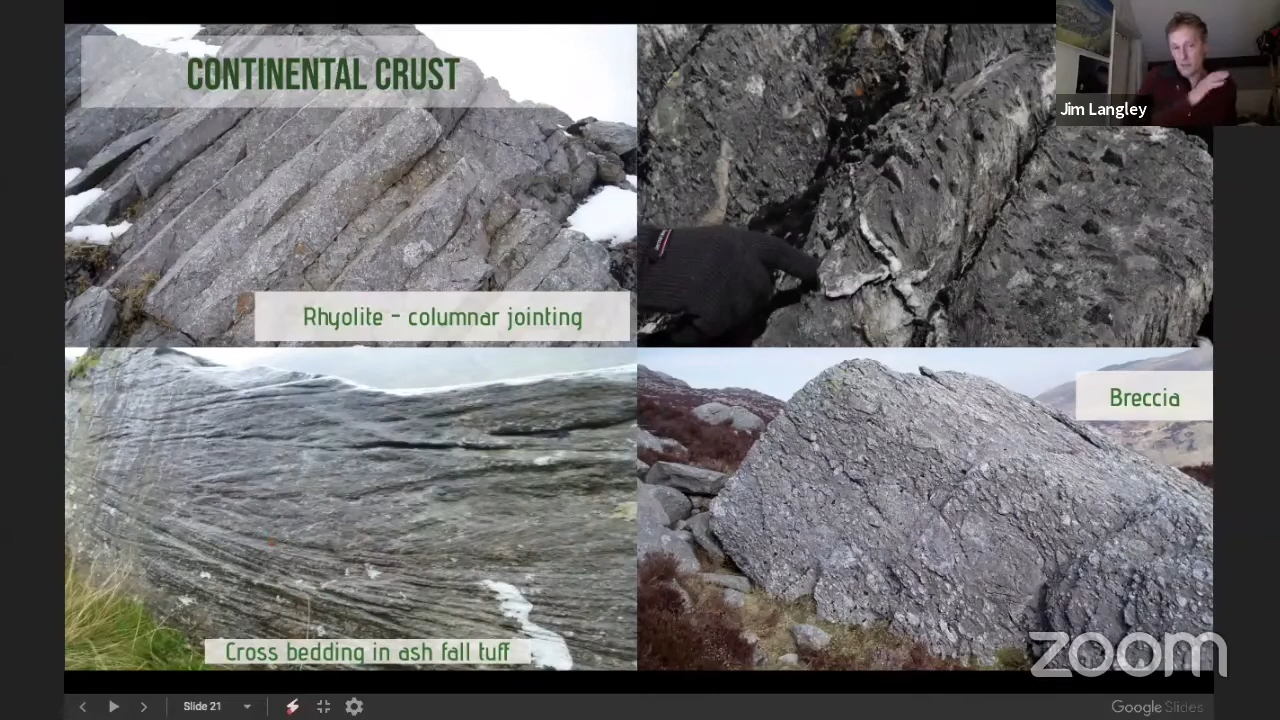 CONTINENTAL CRUST
Jim Langley
Rhyolite - columnar jointing
Breccia
Cross bedding in ash fall tuff
zoom
Slide 21
Google Slides